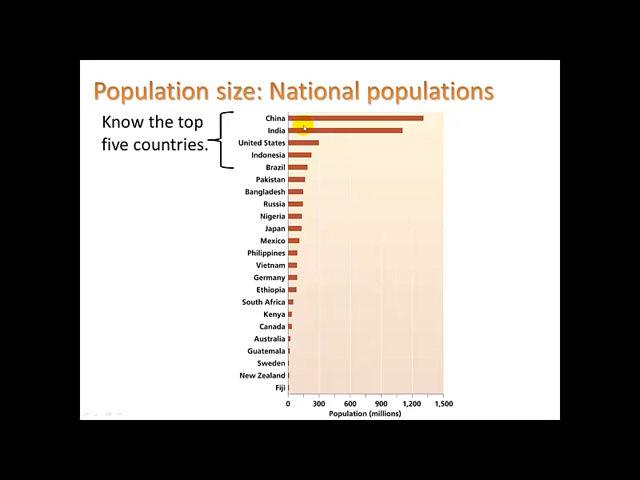 Population size: National populations
Know the top
five countries.
China
India
United States
Indonesia
Brazil
Pakistan
Bangladesh
Russia
Nigeria
Japan
Mexico
Philippines
Vietnam
Germany
Ethiopia
South Africa
Kenya
Canada
Australia
Guatemala
Sweden
New Zealand
Fiji
0 300 600 900 1,200 1,500
Population (millions)